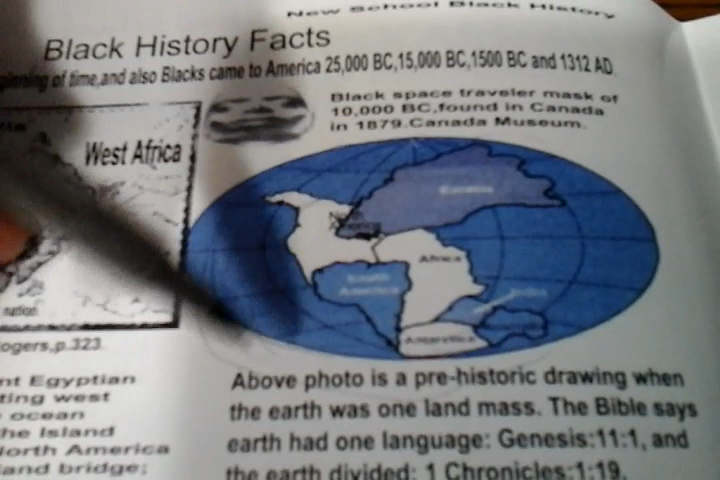 New School Black History
Black History Facts
of time,and also Blacks came to America 25,000 BC,15,000 BC,1500 BC and 1312 AD
Black space traveler mask of
10,000 BC,found in Canada
in 1879.Canada Museum.
West Africa
Eurasia
Africa
South
America
India
Antarctica
nation
ogers,p.323.
nt Egyptian
ting west
ocean
he Island
orth America
and bridge;
Above photo is a pre-historic drawing when
the earth was one land mass. The Bible says
earth had one language: Genesis:11:1, and
the earth divided: 1 Chronicles:1:19.